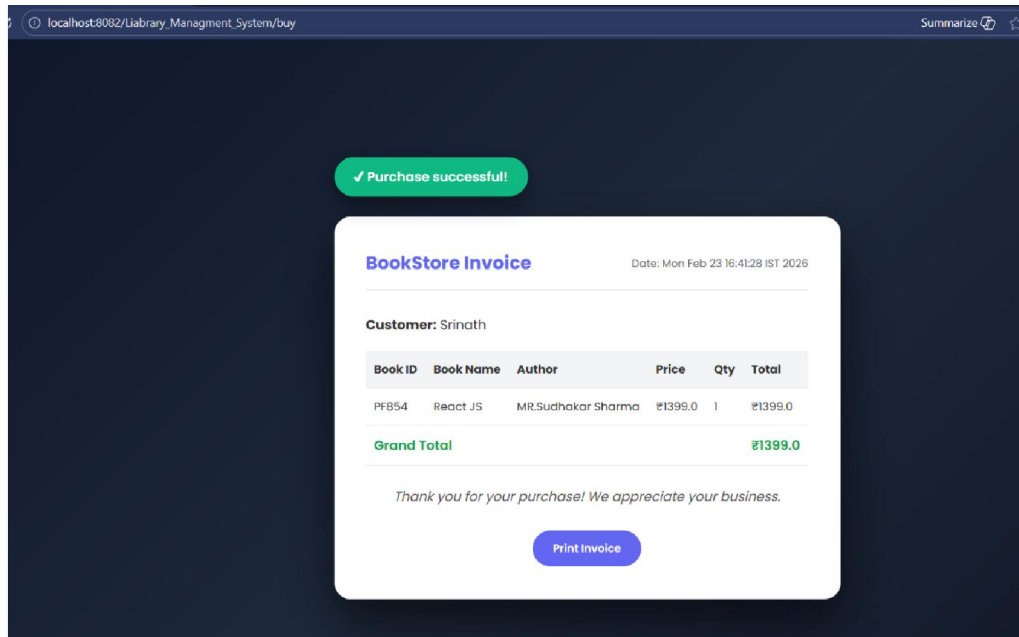 localhost:8082/Liabrary_Managment_System/buy Summarize
✓ Purchase successful!
BookStore Invoice Date: Mon Feb 23 16:41:28 IST 2026
Customer: Srinath
Book ID Book Name Author Price Qty Total
PF854 React JS MR.Sudhakar Sharma ₹1399.0 1 ₹1399.0
Grand Total ₹1399.0
Thank you for your purchase! We appreciate your business.
Print Invoice